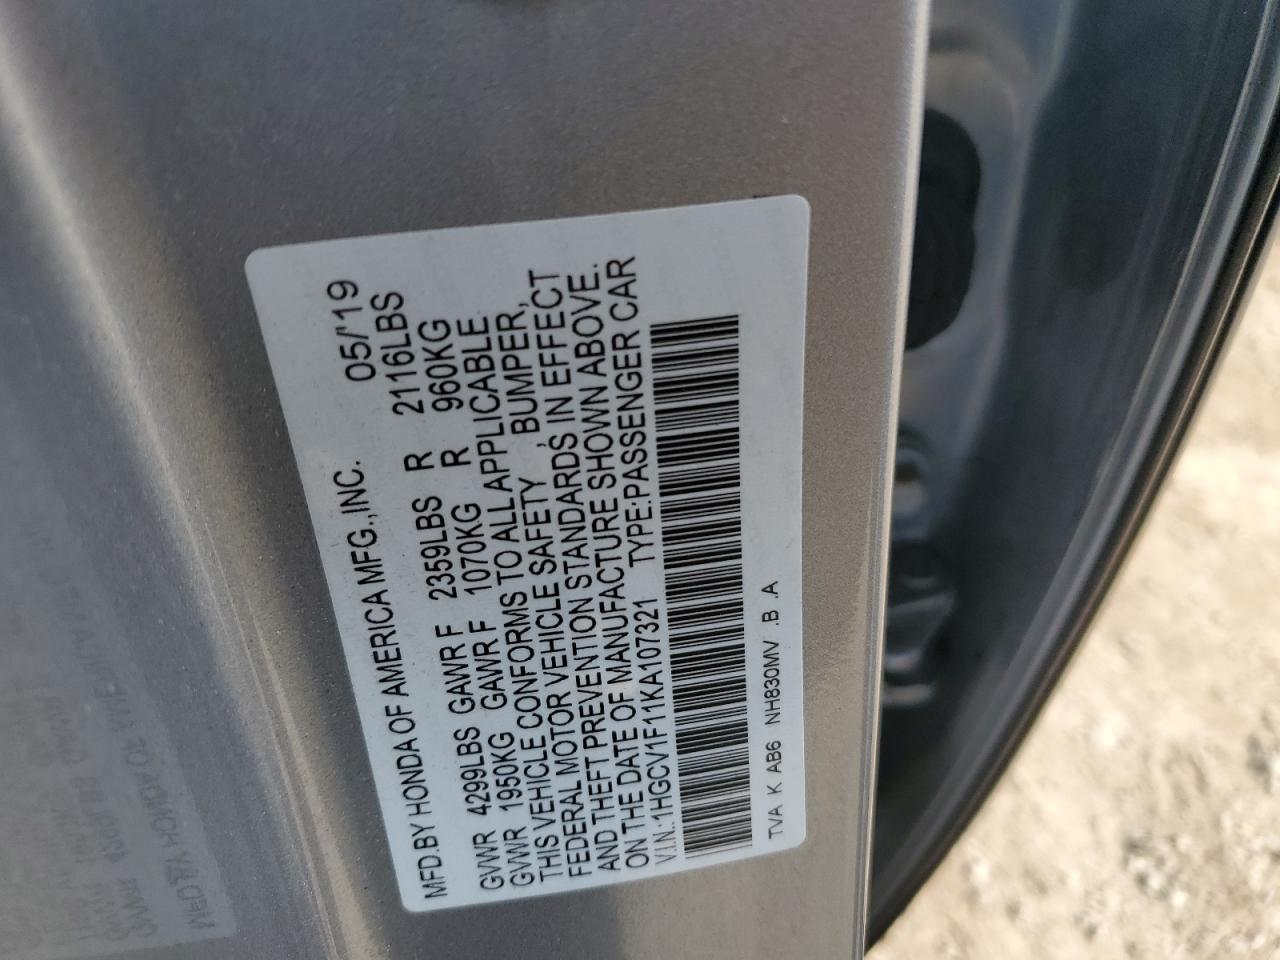 MFD.BY HONDA OF AMERICA MFG.,INC. 05/'19
GVWR 4299LBS GAWR F 2359LBS R 2116LBS
GVWR 1950KG GAWR F 1070KG R 960KG
THIS VEHICLE CONFORMS TO ALL APPLICABLE
FEDERAL MOTOR VEHICLE SAFETY , BUMPER,
AND THEFT PREVENTION STANDARDS IN EFFECT
ON THE DATE OF MANUFACTURE SHOWN ABOVE.
V.I.N.:1HGCV1F11KA107321 TYPE:PASSENGER CAR
TVA K AB6 NH830MV .B .A